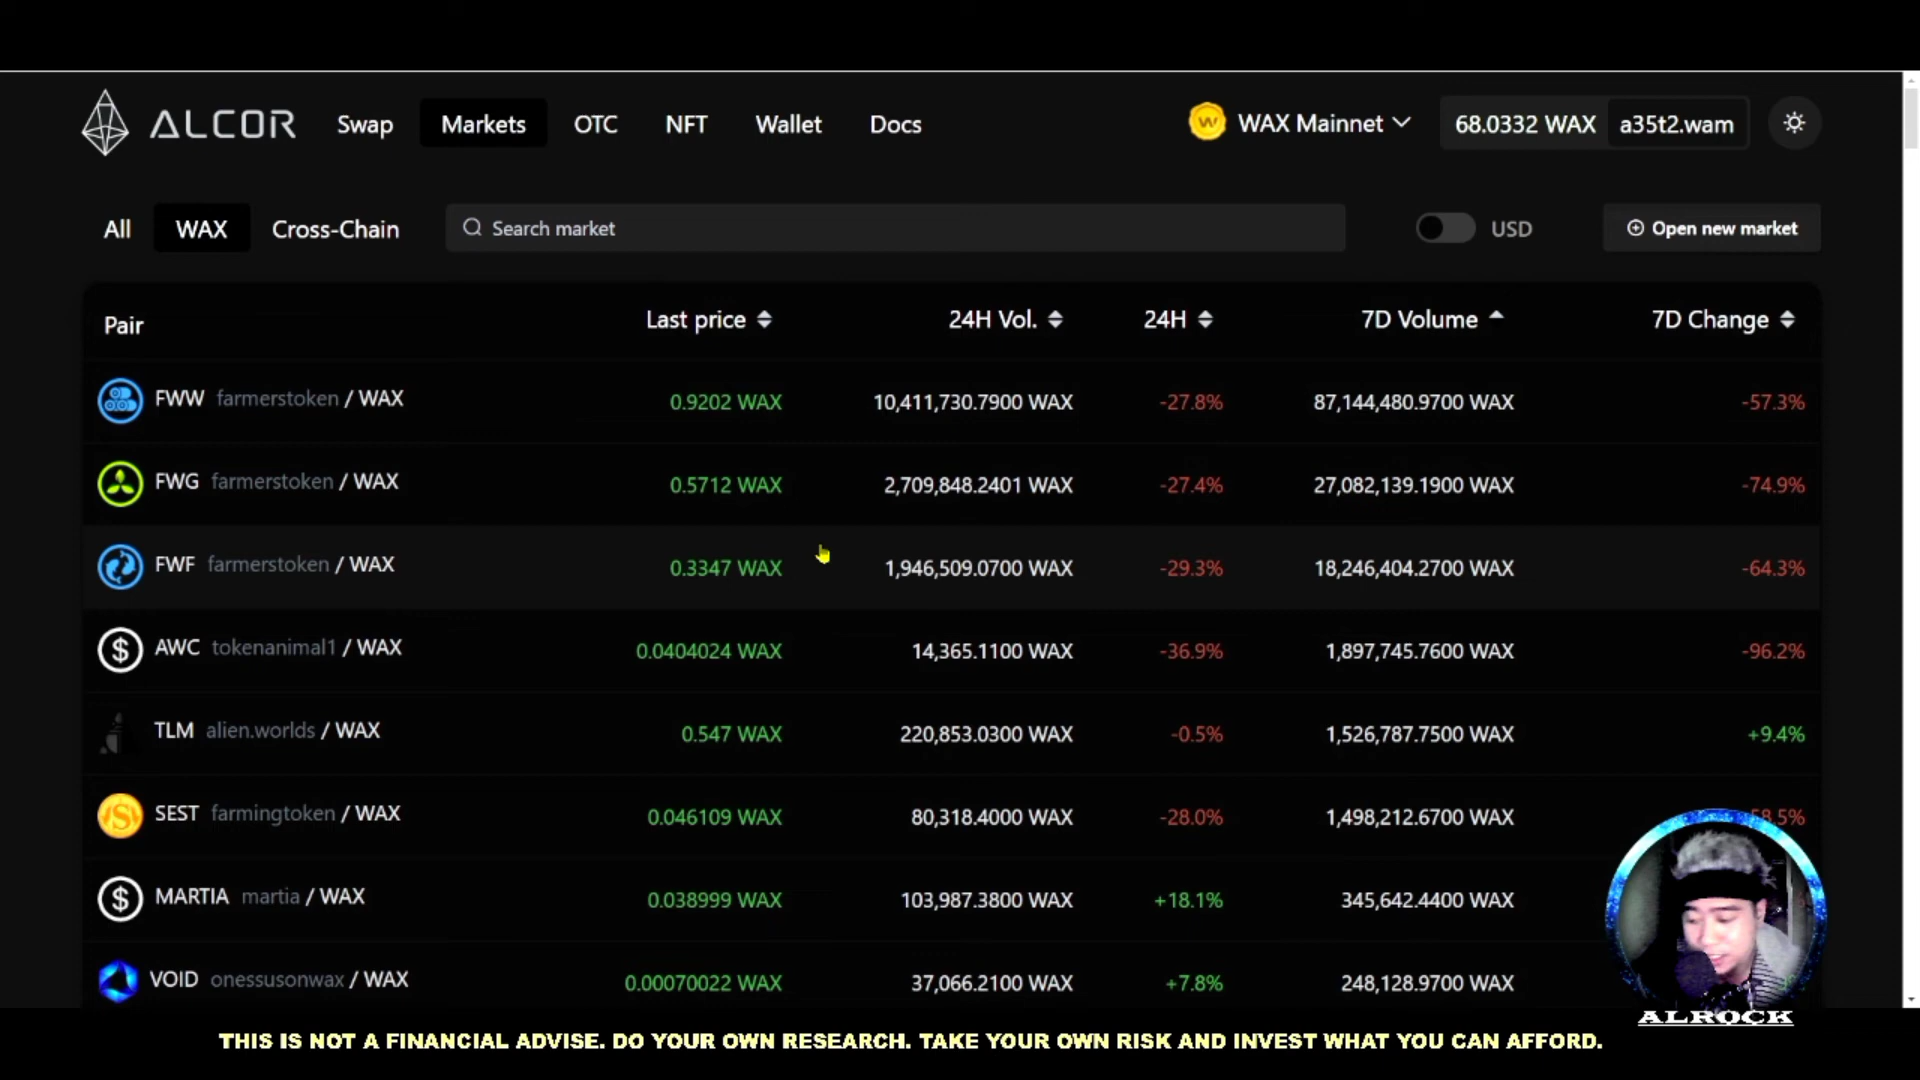 ALCOR Swap Markets OTC NFT Wallet Docs WAX Mainnet 68.0332 WAX a35t2.wam
All WAX Cross-Chain Search market USD Open new market
Pair Last price 24H Vol. 24H 7D Volume 7D Change
FWW farmerstoken / WAX 0.9202 WAX 10,411,730.7900 WAX -27.8% 87,144,480.9700 WAX -57.3%
FWG farmerstoken / WAX 0.5712 WAX 2,709,848.2401 WAX -27.4% 27,082,139.1900 WAX -74.9%
FWF farmerstoken / WAX 0.3347 WAX 1,946,509.0700 WAX -29.3% 18,246,404.2700 WAX -64.3%
AWC tokenanimal1 / WAX 0.0404024 WAX 14,365.1100 WAX -36.9% 1,897,745.7600 WAX -96.2%
TLM alien.worlds / WAX 0.547 WAX 220,853.0300 WAX -0.5% 1,526,787.7500 WAX +9.4%
SEST farmingtoken / WAX 0.046109 WAX 80,318.4000 WAX -28.0% 1,498,212.6700 WAX
MARTIA martia / WAX 0.038999 WAX 103,987.3800 WAX +18.1% 345,642.4400 WAX
VOID onessusonwax / WAX 0.00070022 WAX 37,066.2100 WAX +7.8% 248,128.9700 WAX
ALROCK
THIS IS NOT A FINANCIAL ADVISE. DO YOUR OWN RESEARCH. TAKE YOUR OWN RISK AND INVEST WHAT YOU CAN AFFORD.